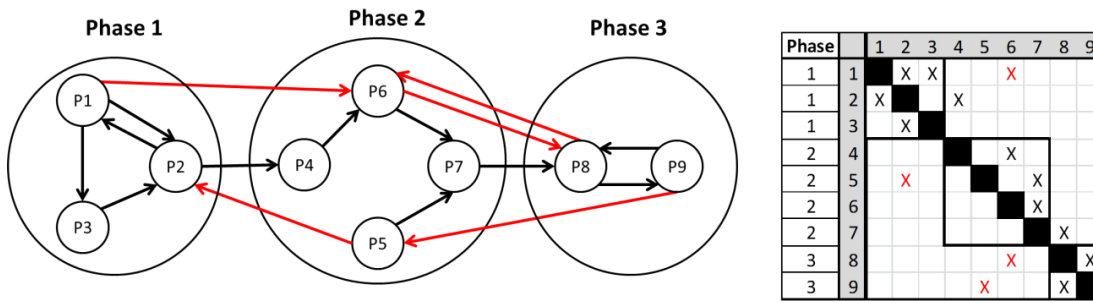 Phase 1
Phase 2
Phase 3
P1
P2
P3
P6
P4
P7
P5
P8
P9
Phase 1 2 3 4 5 6 7 8 9
1 1 X X X
1 2 X X
1 3 X
2 4 X
2 5 X X
2 6 X
2 7 X
3 8 X X
3 9 X X